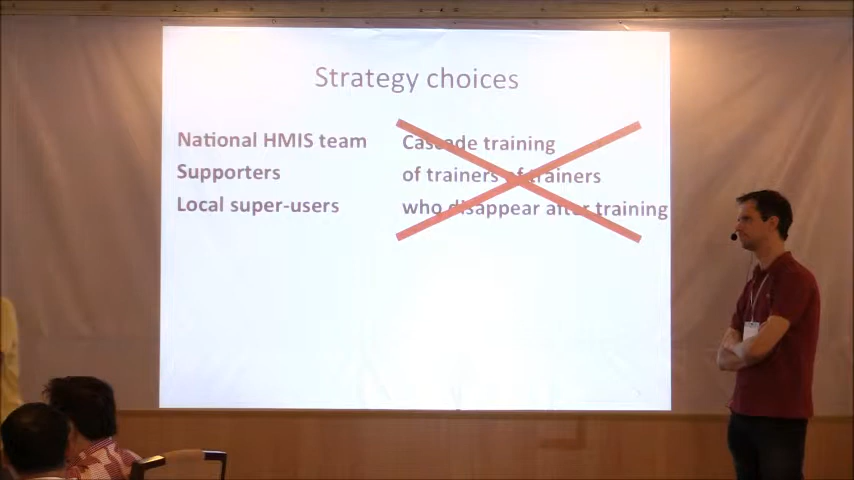 Strategy choices
National HMIS team
Supporters
Local super-users
Cascade training
of trainers of trainers
who disappear after training